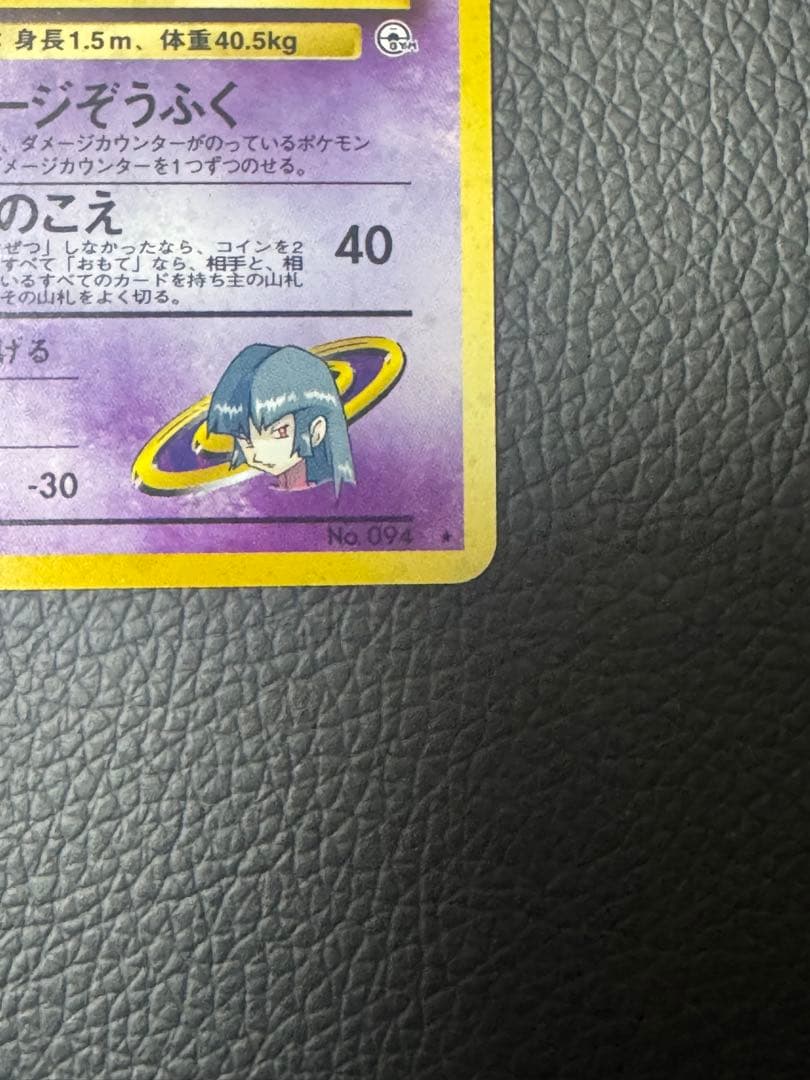 : 身長1.5m、体重40.5kg
GYM
ージぞうふく
、ダメージカウンターがのっているポケモン
ダメージカウンターを1つずつのせる。
のこえ
40
ぜつ」しなかったなら、コインを2
すべて「おもて」なら、相手と、相
いるすべてのカードを持ち主の山札
その山札をよく切る。
げる
-30
No. 094 ★